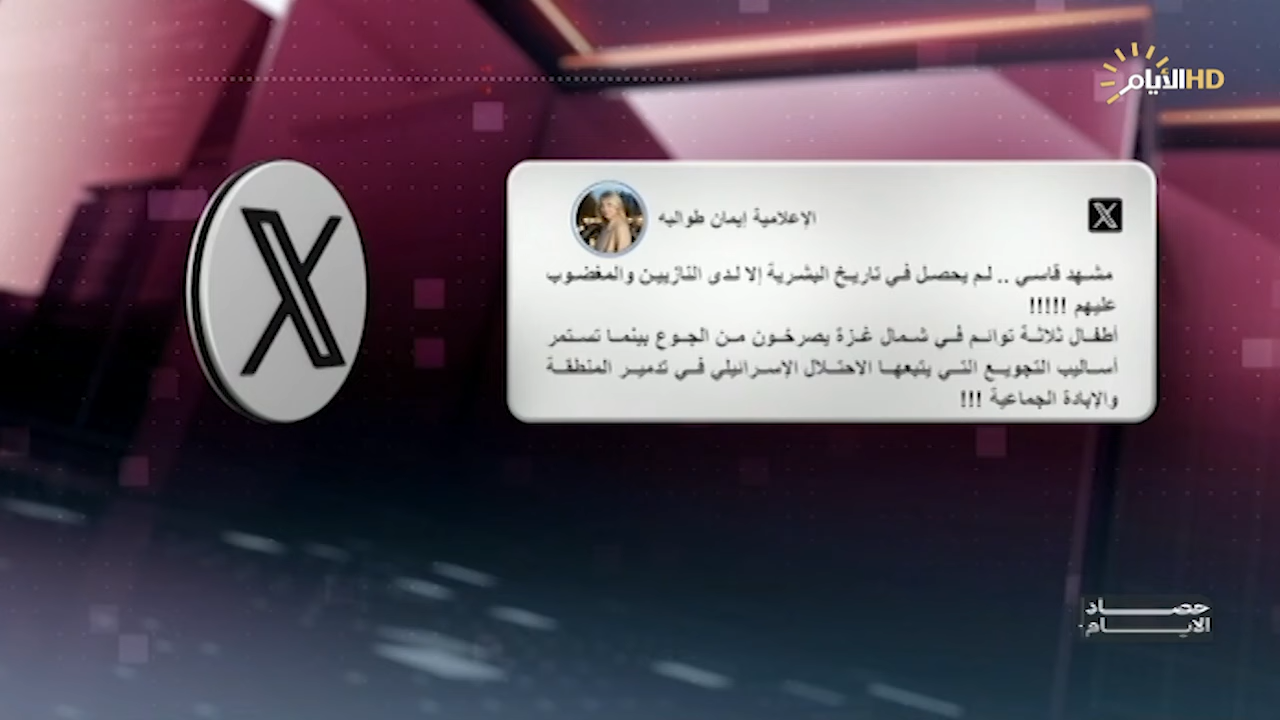 الأيام HD
الإعلامية إيمان طوالبه
مشهد قاسي .. لم يحصل في تاريخ البشرية إلا لدى النازيين والمغضوب
عليهم !!!!!
أطفال ثلاثة توائم في شمال غزة يصرخون من الجوع بينما تستمر
أساليب التجويع التي يتبعها الاحتلال الإسرائيلي في تدمير المنطقة
والإبادة الجماعية !!!
حصاد
الايام